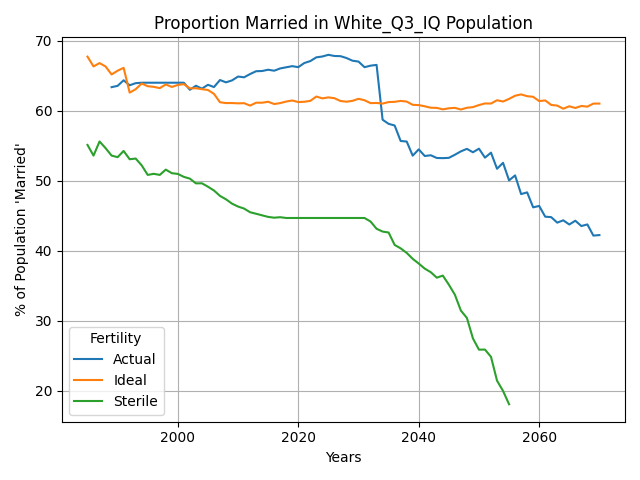 Proportion Married in White_Q3_IQ Population
% of Population 'Married'
70
60
50
40
30
20
Fertility
Actual
Ideal
Sterile
2000 2020 2040 2060
Years